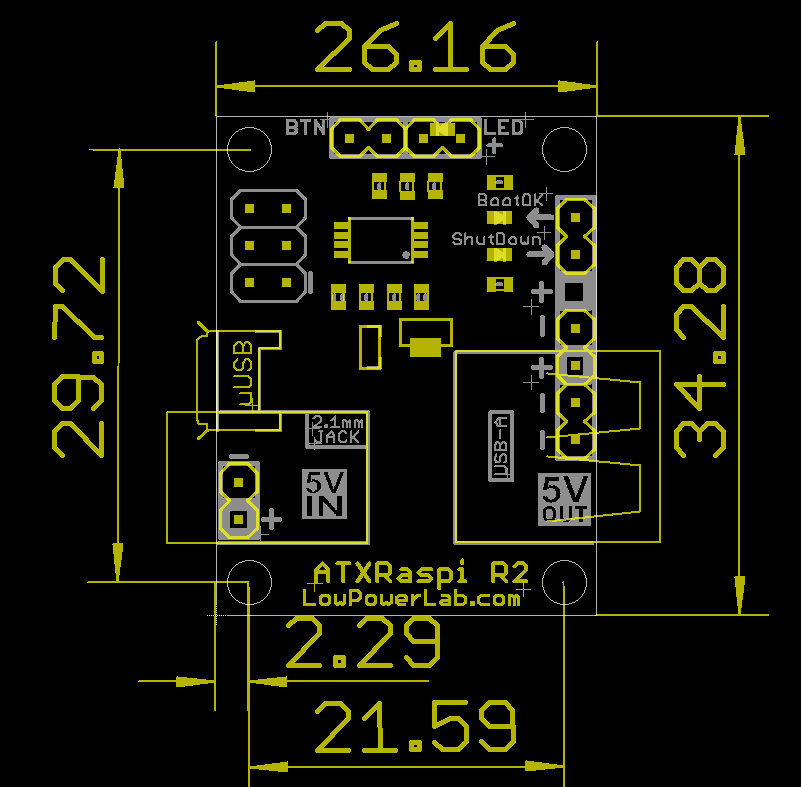 26.16
BTN LED
+
BootOK
ShutDown
+
29.72
34.28
µUSB
+
2.1mm
JACK
USB-A
5V
IN
5V
OUT
+
ATXRaspi R2
LowPowerLab.com
2.29
21.59